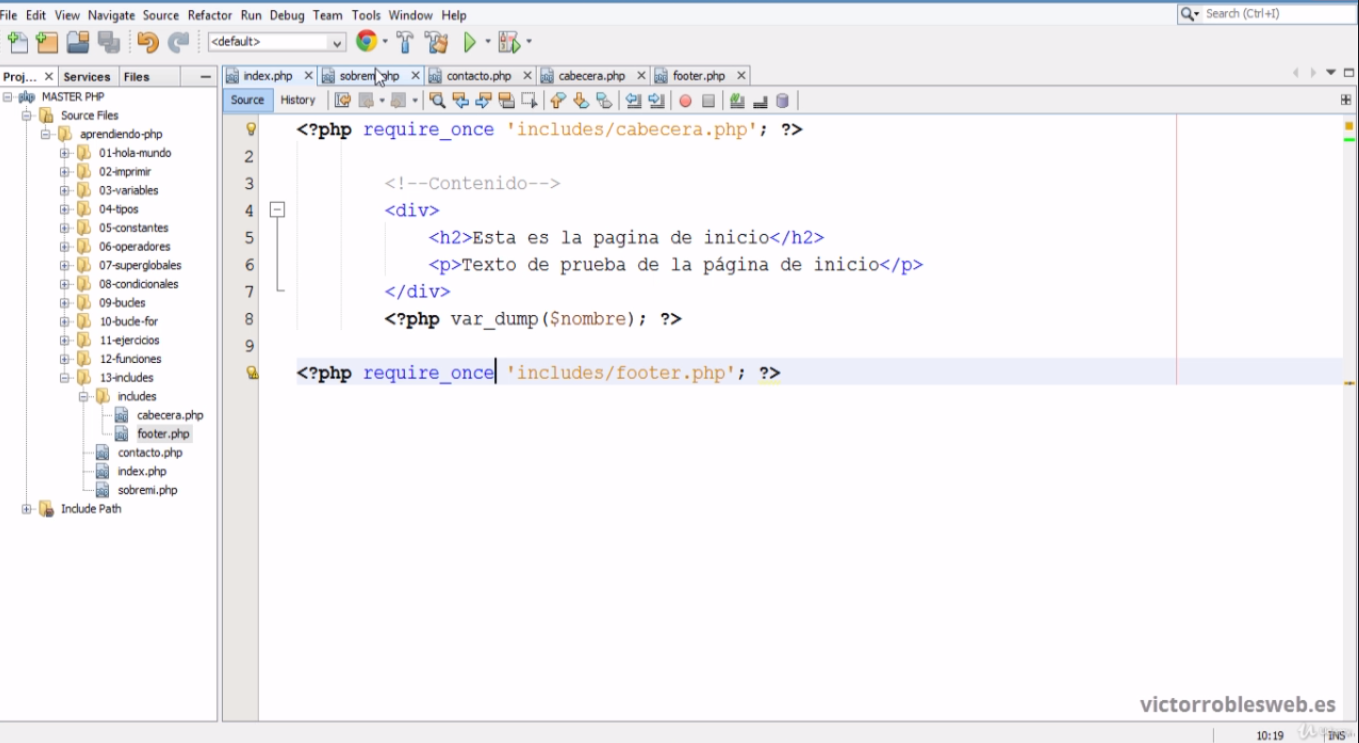 File Edit View Navigate Source Refactor Run Debug Team Tools Window Help
Search (Ctrl+I)
<default>
Proj... Services Files
index.php sobremi.php contacto.php cabecera.php footer.php
Source History
MASTER PHP
Source Files
aprendiendo-php
01-hola-mundo
02-imprimir
03-variables
04-tipos
05-constantes
06-operadores
07-superglobales
08-condicionales
09-bucles
10-bucle-for
11-ejercicios
12-funciones
13-includes
includes
cabecera.php
footer.php
contacto.php
index.php
sobremi.php
Include Path
<?php require_once 'includes/cabecera.php'; ?>
2
3 <!--Contenido-->
4 <div>
5 <h2>Esta es la pagina de inicio</h2>
6 <p>Texto de prueba de la página de inicio</p>
7 </div>
8 <?php var_dump($nombre); ?>
9
<?php require_once 'includes/footer.php'; ?>
victorroblesweb.es
10:19 INS